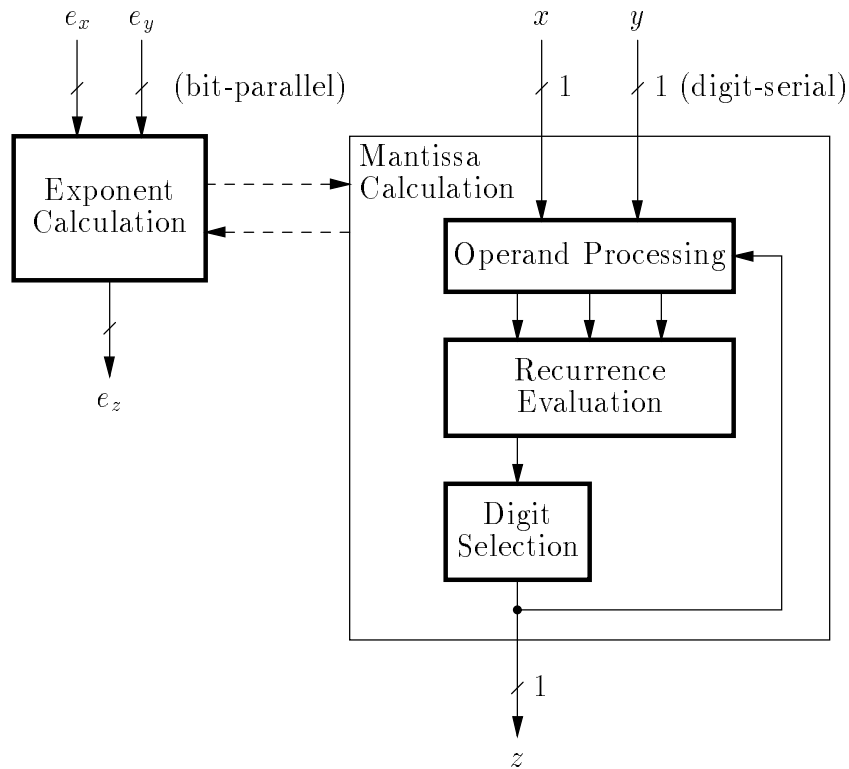 e_x e_y x y
(bit-parallel) 1 1 (digit-serial)
Mantissa
Calculation
Exponent
Calculation
Operand Processing
Recurrence
Evaluation
e_z
Digit
Selection
1
z